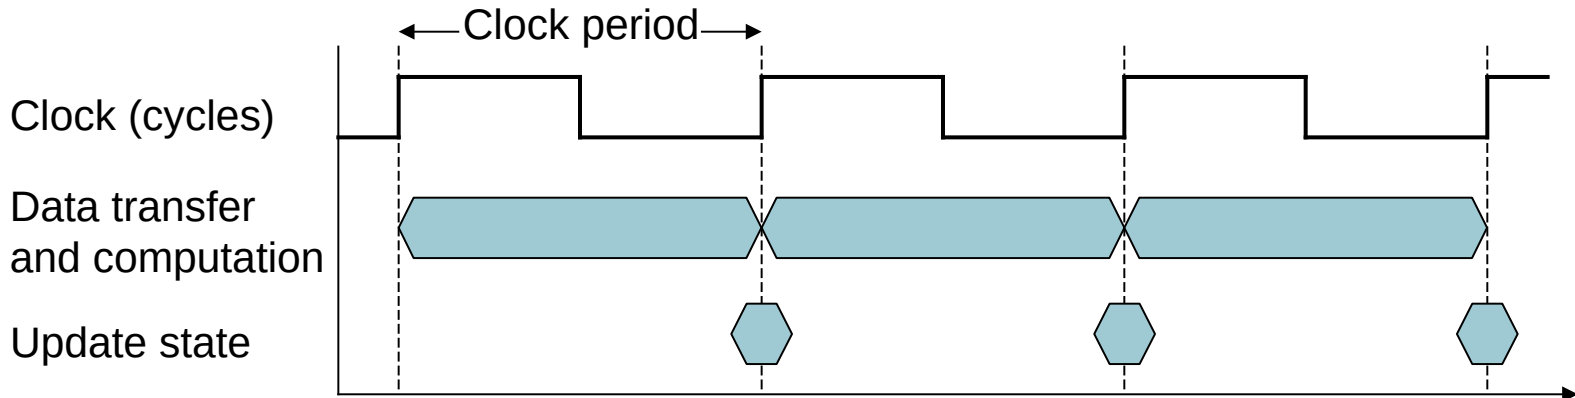 Clock period
Clock (cycles)
Data transfer
and computation
Update state